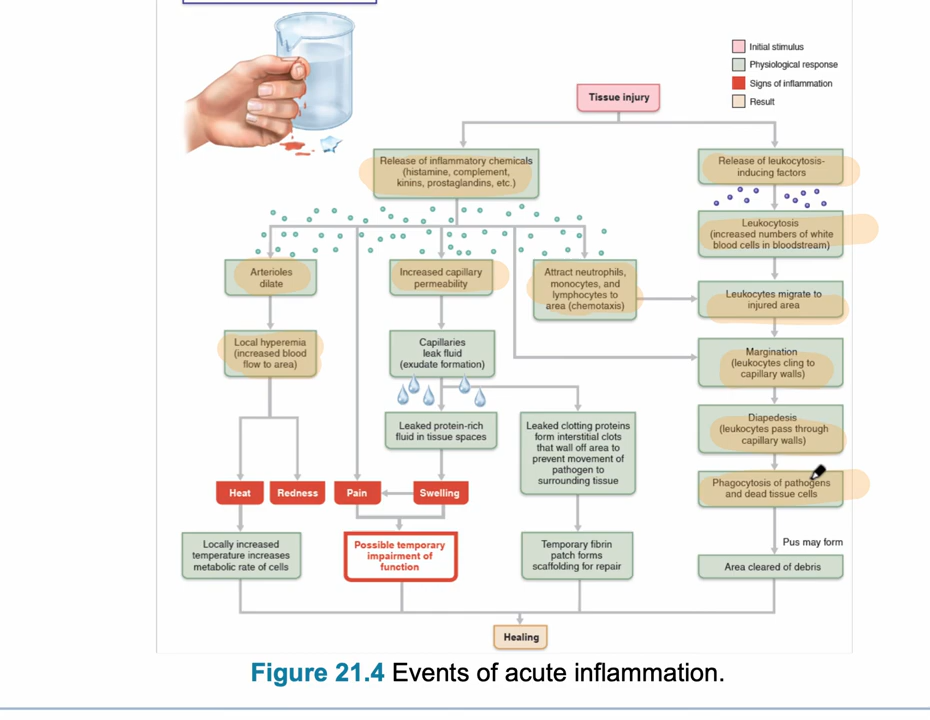 Initial stimulus
Physiological response
Signs of inflammation
Result
Tissue injury
Release of inflammatory chemicals
(histamine, complement,
kinins, prostaglandins, etc.)
Release of leukocytosis-
inducing factors
Leukocytosis
(increased numbers of white
blood cells in bloodstream)
Arterioles
dilate
Increased capillary
permeability
Attract neutrophils,
monocytes, and
lymphocytes to
area (chemotaxis)
Leukocytes migrate to
injured area
Local hyperemia
(increased blood
flow to area)
Capillaries
leak fluid
(exudate formation)
Margination
(leukocytes cling to
capillary walls)
Leaked protein-rich
fluid in tissue spaces
Leaked clotting proteins
form interstitial clots
that wall off area to
prevent movement of
pathogen to
surrounding tissue
Diapedesis
(leukocytes pass through
capillary walls)
Heat
Redness
Pain
Swelling
Phagocytosis of pathogens
and dead tissue cells
Locally increased
temperature increases
metabolic rate of cells
Possible temporary
impairment of
function
Temporary fibrin
patch forms
scaffolding for repair
Pus may form
Area cleared of debris
Healing
Figure 21.4 Events of acute inflammation.